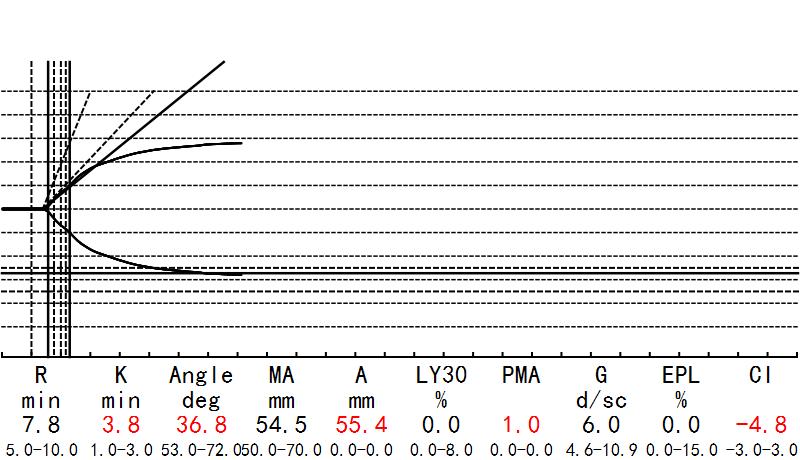 R K Angle MA A LY30 PMA G EPL CI
min min deg mm mm % d/sc %
7.8 3.8 36.8 54.5 55.4 0.0 1.0 6.0 0.0 -4.8
5.0-10.0 1.0-3.0 53.0-72.0 50.0-70.0 0.0-0.0 0.0-8.0 0.0-0.0 4.6-10.9 0.0-15.0 -3.0-3.0